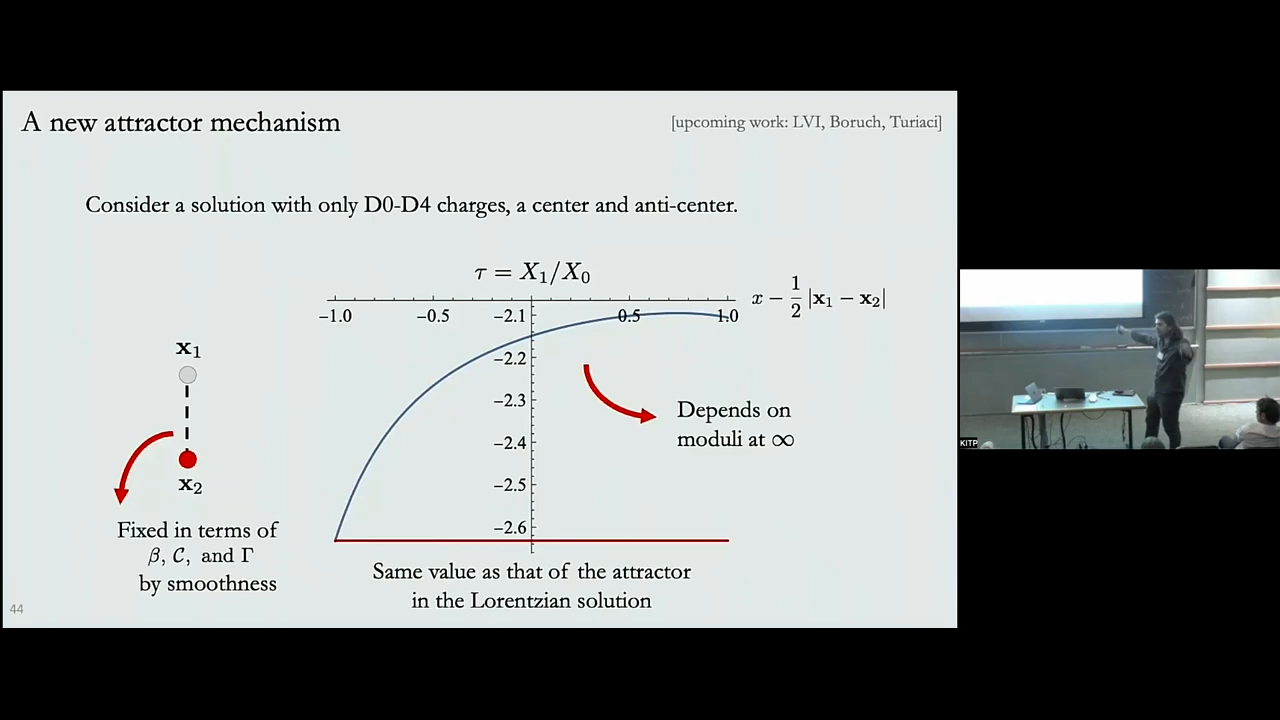 A new attractor mechanism
[upcoming work: LVI, Boruch, Turiaci]
Consider a solution with only D0-D4 charges, a center and anti-center.
τ = X₁/X₀
x − 1/2 |x₁ − x₂|
−1.0 −0.5 −2.1 0.5 1.0
−2.2
−2.3
−2.4
−2.5
−2.6
x₁
x₂
Depends on
moduli at ∞
Fixed in terms of
β, 𝒞, and Γ
by smoothness
Same value as that of the attractor
in the Lorentzian solution
44
KITP